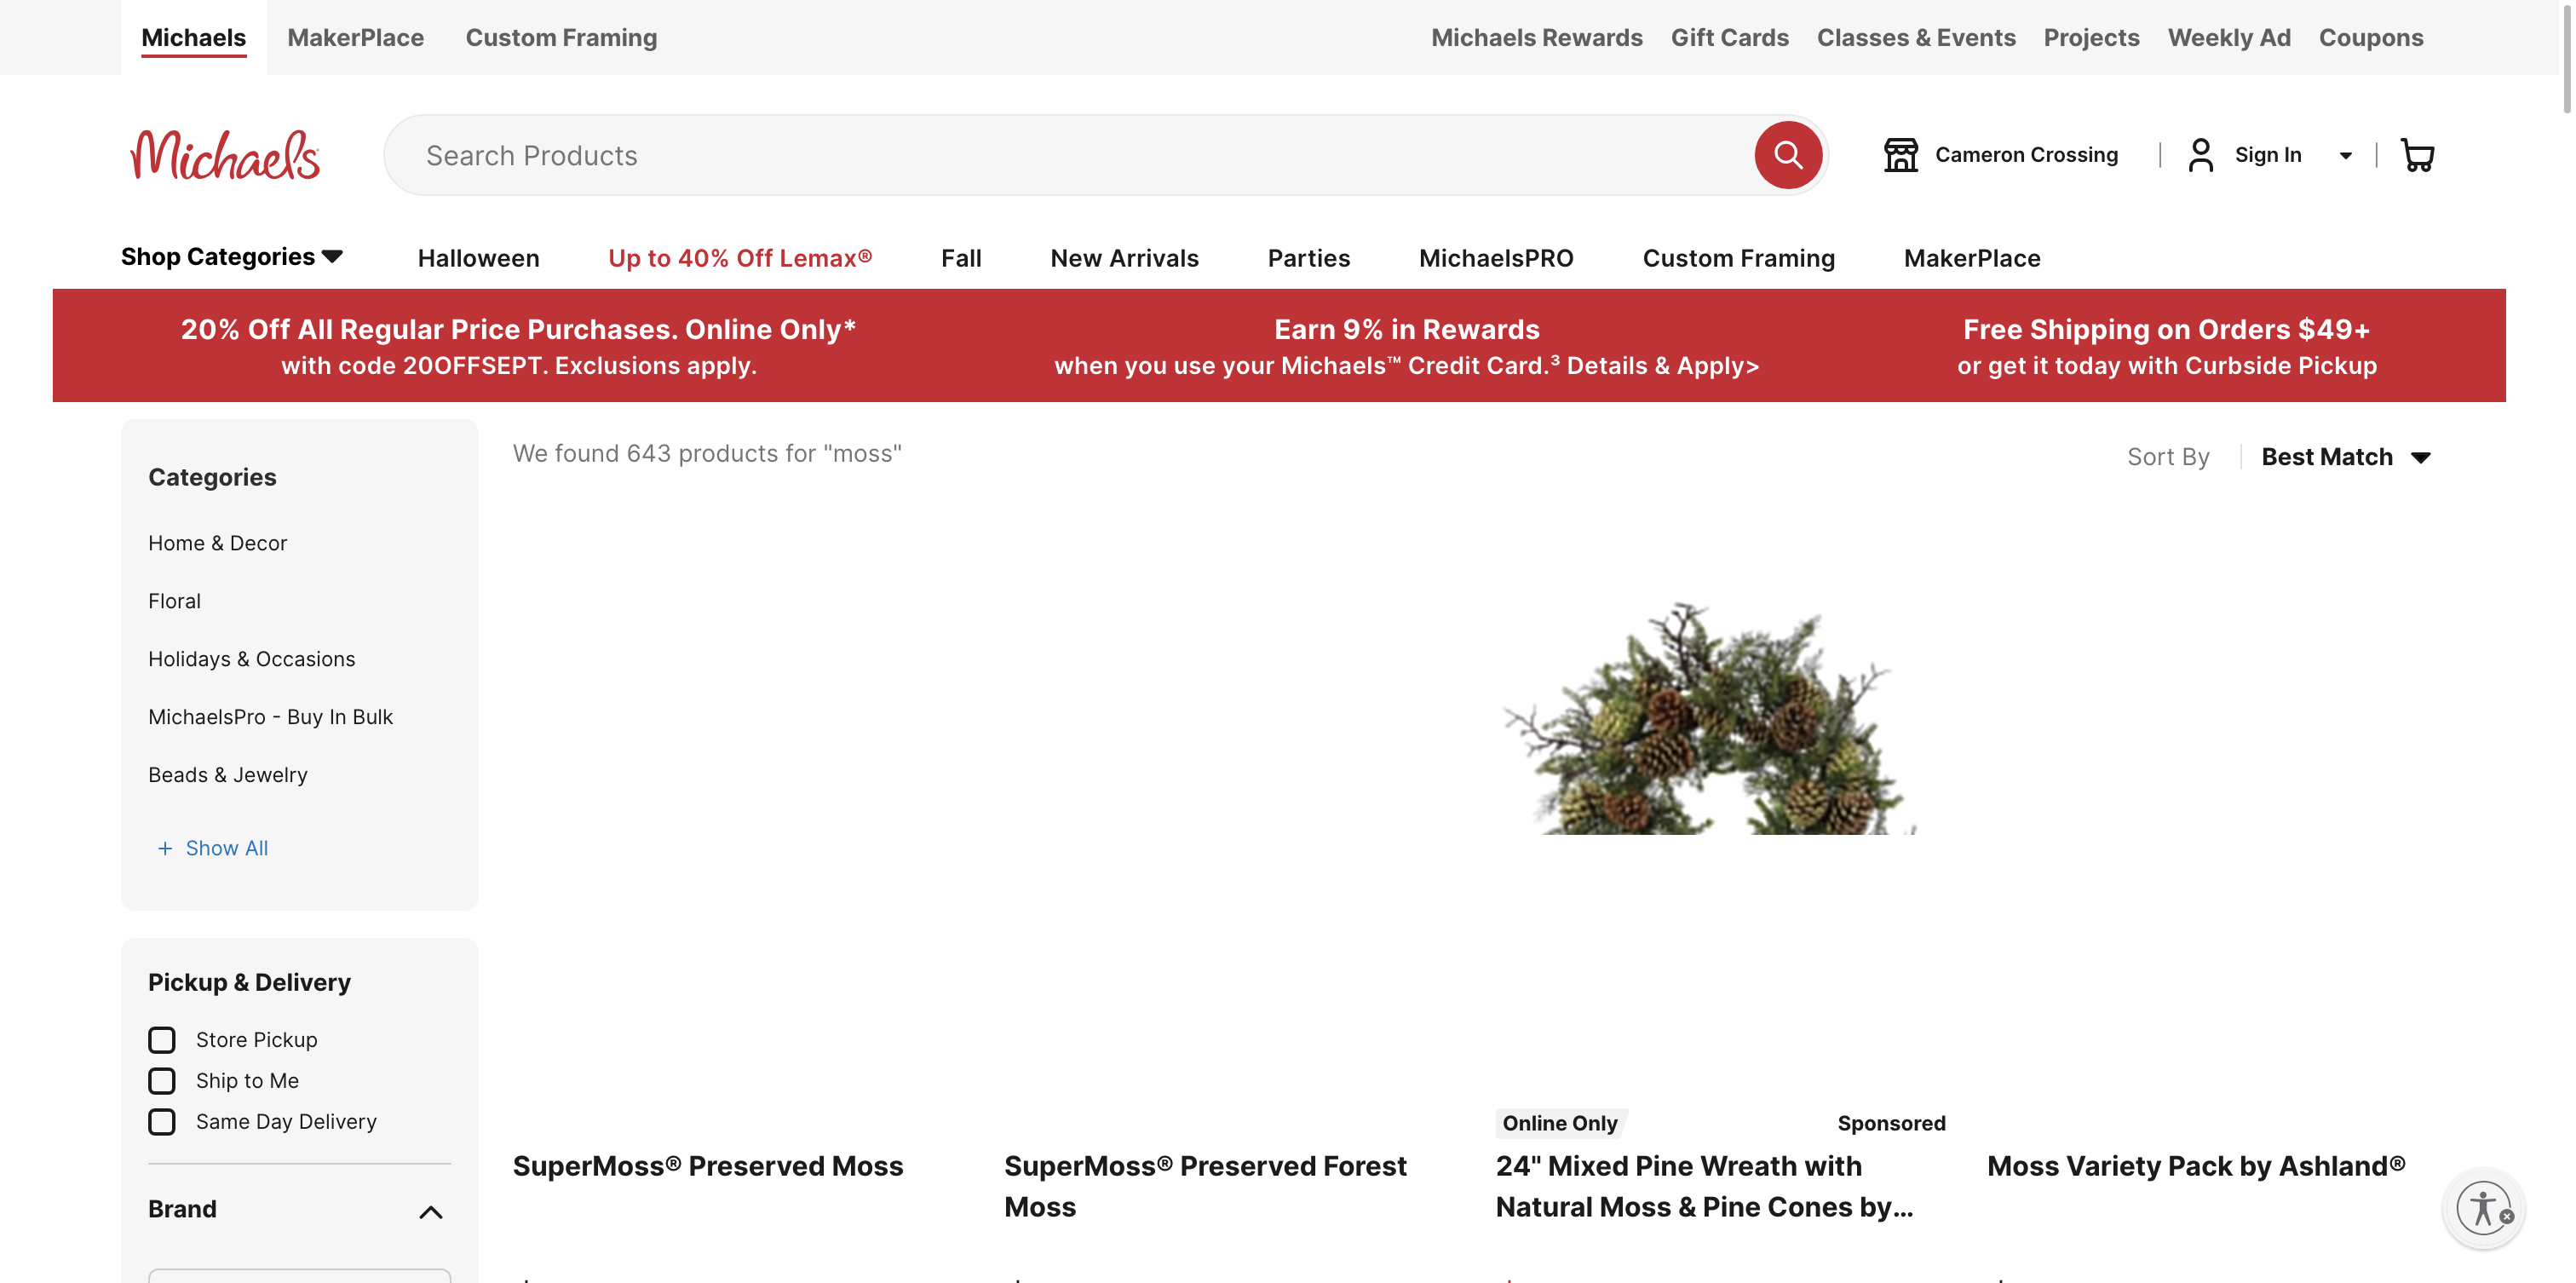 Michaels MakerPlace Custom Framing Michaels Rewards Gift Cards Classes & Events Projects Weekly Ad Coupons
Michaels Search Products Cameron Crossing Sign In
Shop Categories Halloween Up to 40% Off Lemax® Fall New Arrivals Parties MichaelsPRO Custom Framing MakerPlace
20% Off All Regular Price Purchases. Online Only*
with code 20OFFSEPT. Exclusions apply.
Earn 9% in Rewards
when you use your Michaels™ Credit Card.³ Details & Apply>
Free Shipping on Orders $49+
or get it today with Curbside Pickup
Categories
Home & Decor
Floral
Holidays & Occasions
MichaelsPro - Buy In Bulk
Beads & Jewelry
+ Show All
Pickup & Delivery
Store Pickup
Ship to Me
Same Day Delivery
Brand
We found 643 products for "moss"
Sort By Best Match
SuperMoss® Preserved Moss
SuperMoss® Preserved Forest
Moss
Online Only Sponsored
24" Mixed Pine Wreath with
Natural Moss & Pine Cones by...
Moss Variety Pack by Ashland®